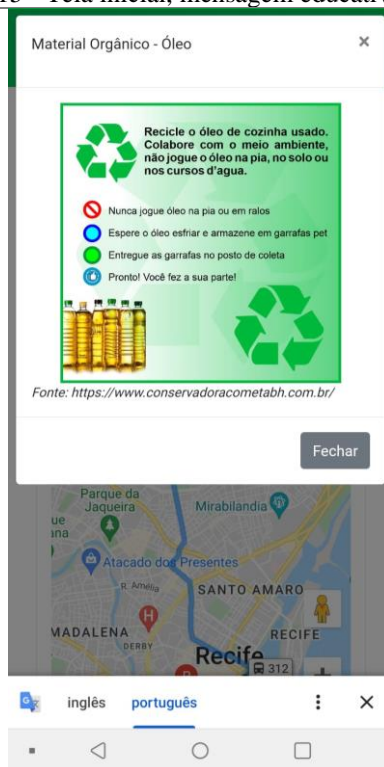 Tela inicial, mensagem
Material Orgânico - Óleo ×
Recicle o óleo de cozinha usado.
Colabore com o meio ambiente,
não jogue o óleo na pia, no solo ou
nos cursos d'agua.
Nunca jogue óleo na pia ou em ralos
Espere o óleo esfriar e armazene em garrafas pet
Entregue as garrafas no posto de coleta
Pronto! Você fez a sua parte!
Fonte: https://www.conservadoracometabh.com.br/
Fechar
Parque da
Jaqueira
Mirabilandia
Atacado dos Presentes
R. Amélia
SANTO AMARO
H
MADALENA
DERBY
RECIFE
Recife
312
+
inglês português